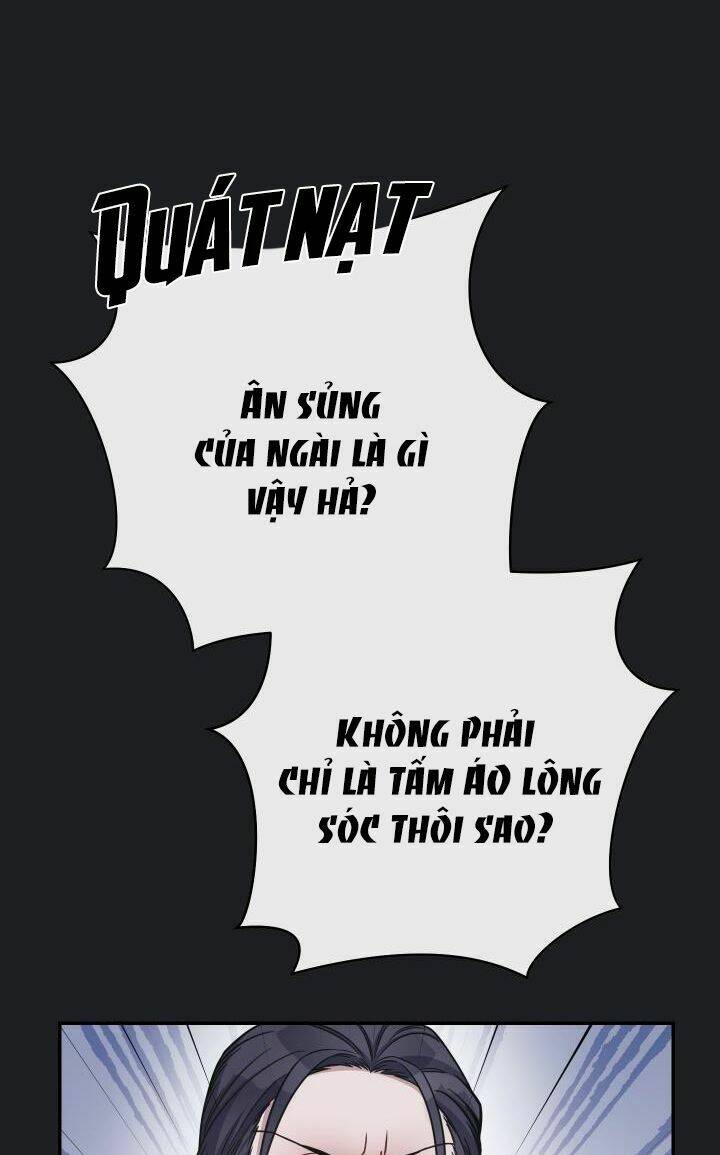 QUÁT NẠT
ÂN SỦNG
CỦA NGÀI LÀ GÌ
VẬY HẢ?
KHÔNG PHẢI
CHỈ LÀ TẤM ÁO LÔNG
SÓC THÔI SAO?